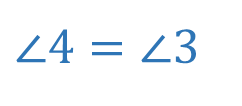 ∠4 = ∠3